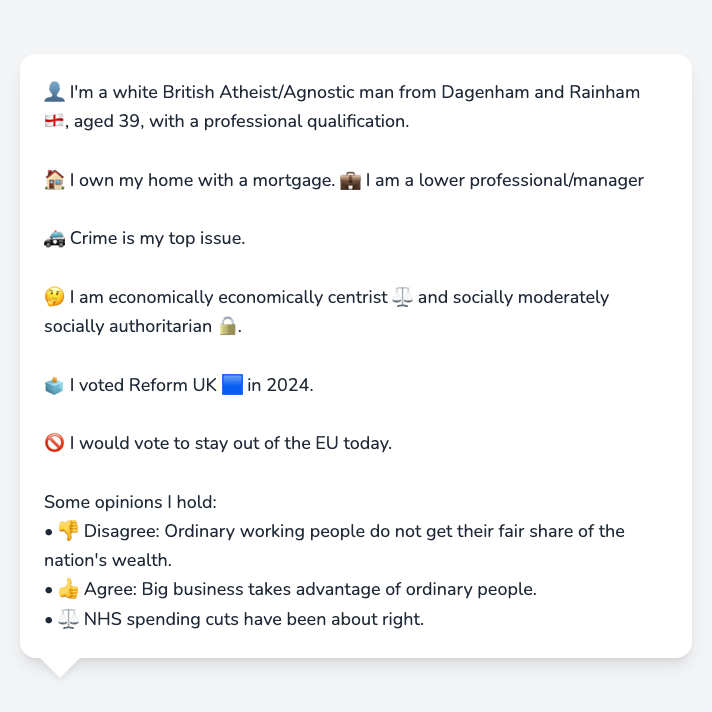 👤 I'm a white British Atheist/Agnostic man from Dagenham and Rainham
🏴󠁧󠁢󠁥󠁮󠁧󠁿, aged 39, with a professional qualification.
🏠 I own my home with a mortgage. 💼 I am a lower professional/manager
🚓 Crime is my top issue.
🤔 I am economically economically centrist ⚖️ and socially moderately
socially authoritarian 🔒.
🗳️ I voted Reform UK 🟦 in 2024.
🚫 I would vote to stay out of the EU today.
Some opinions I hold:
• 👎 Disagree: Ordinary working people do not get their fair share of the
nation's wealth.
• 👍 Agree: Big business takes advantage of ordinary people.
• ⚖️ NHS spending cuts have been about right.